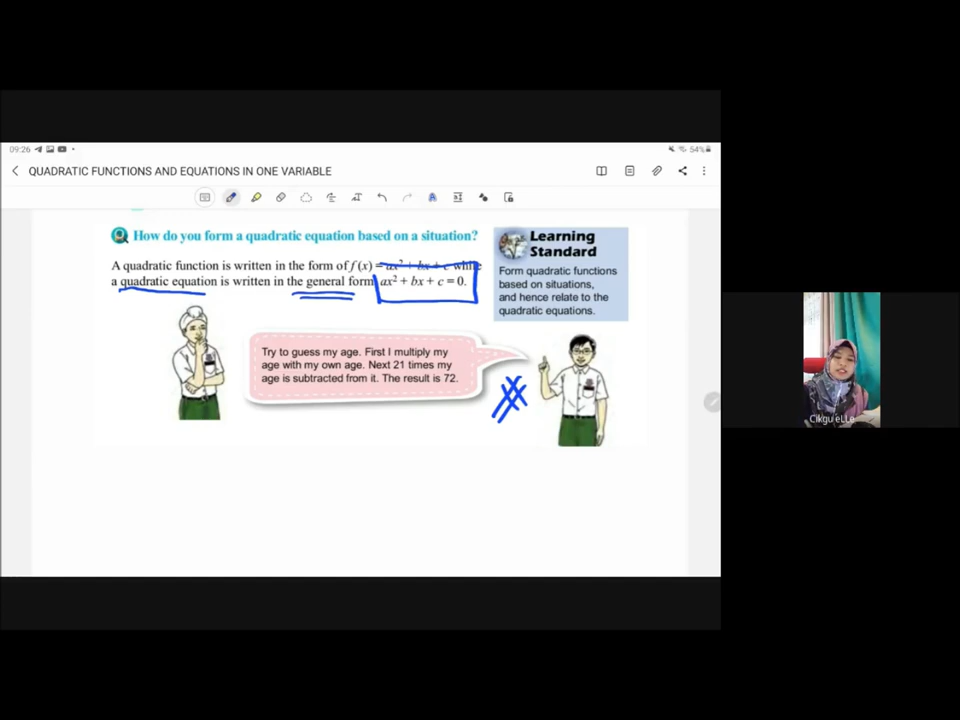 09:26
54%
QUADRATIC FUNCTIONS AND EQUATIONS IN ONE VARIABLE
How do you form a quadratic equation based on a situation?
A quadratic function is written in the form of f (x) = ax² + bx + c while
a quadratic equation is written in the general form ax² + bx + c = 0.
Learning
Standard
Form quadratic functions
based on situations,
and hence relate to the
quadratic equations.
Try to guess my age. First I multiply my
age with my own age. Next 21 times my
age is subtracted from it. The result is 72.
Cikgu eLLe